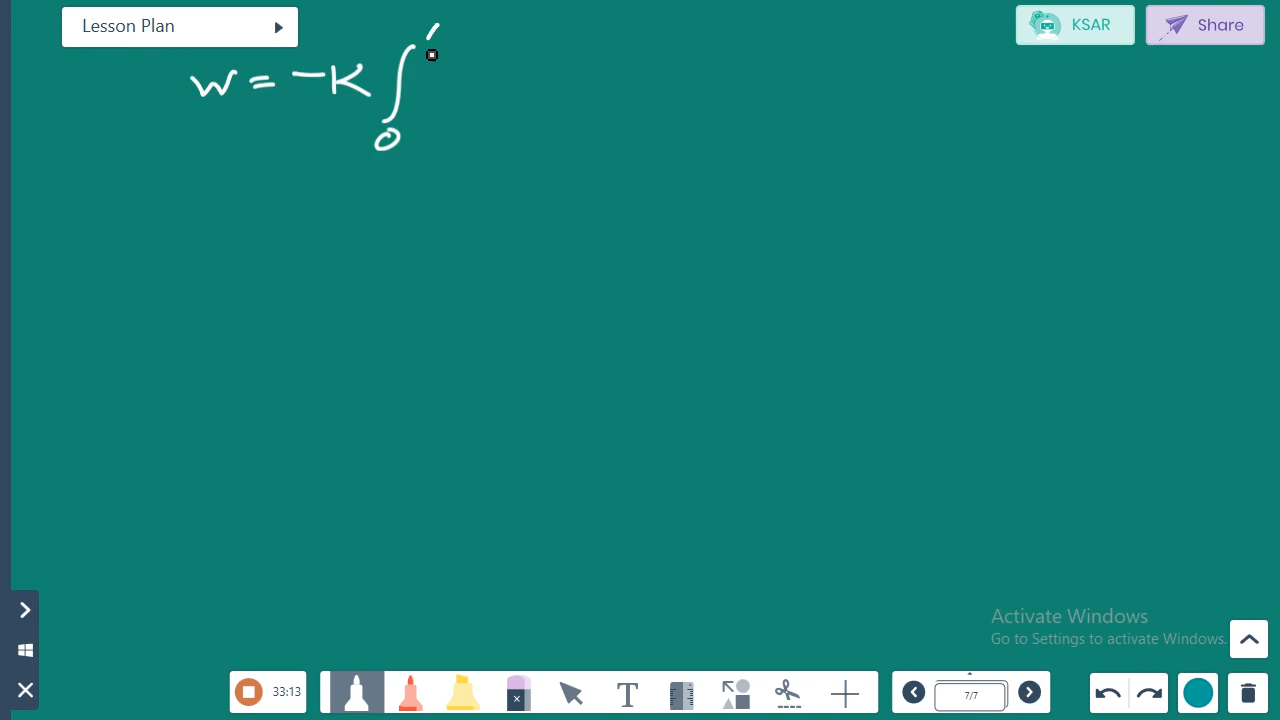 Lesson Plan
KSAR
Share
W = -K ∫
0
Activate Windows
Go to Settings to activate Windows.
33:13
T
7/7